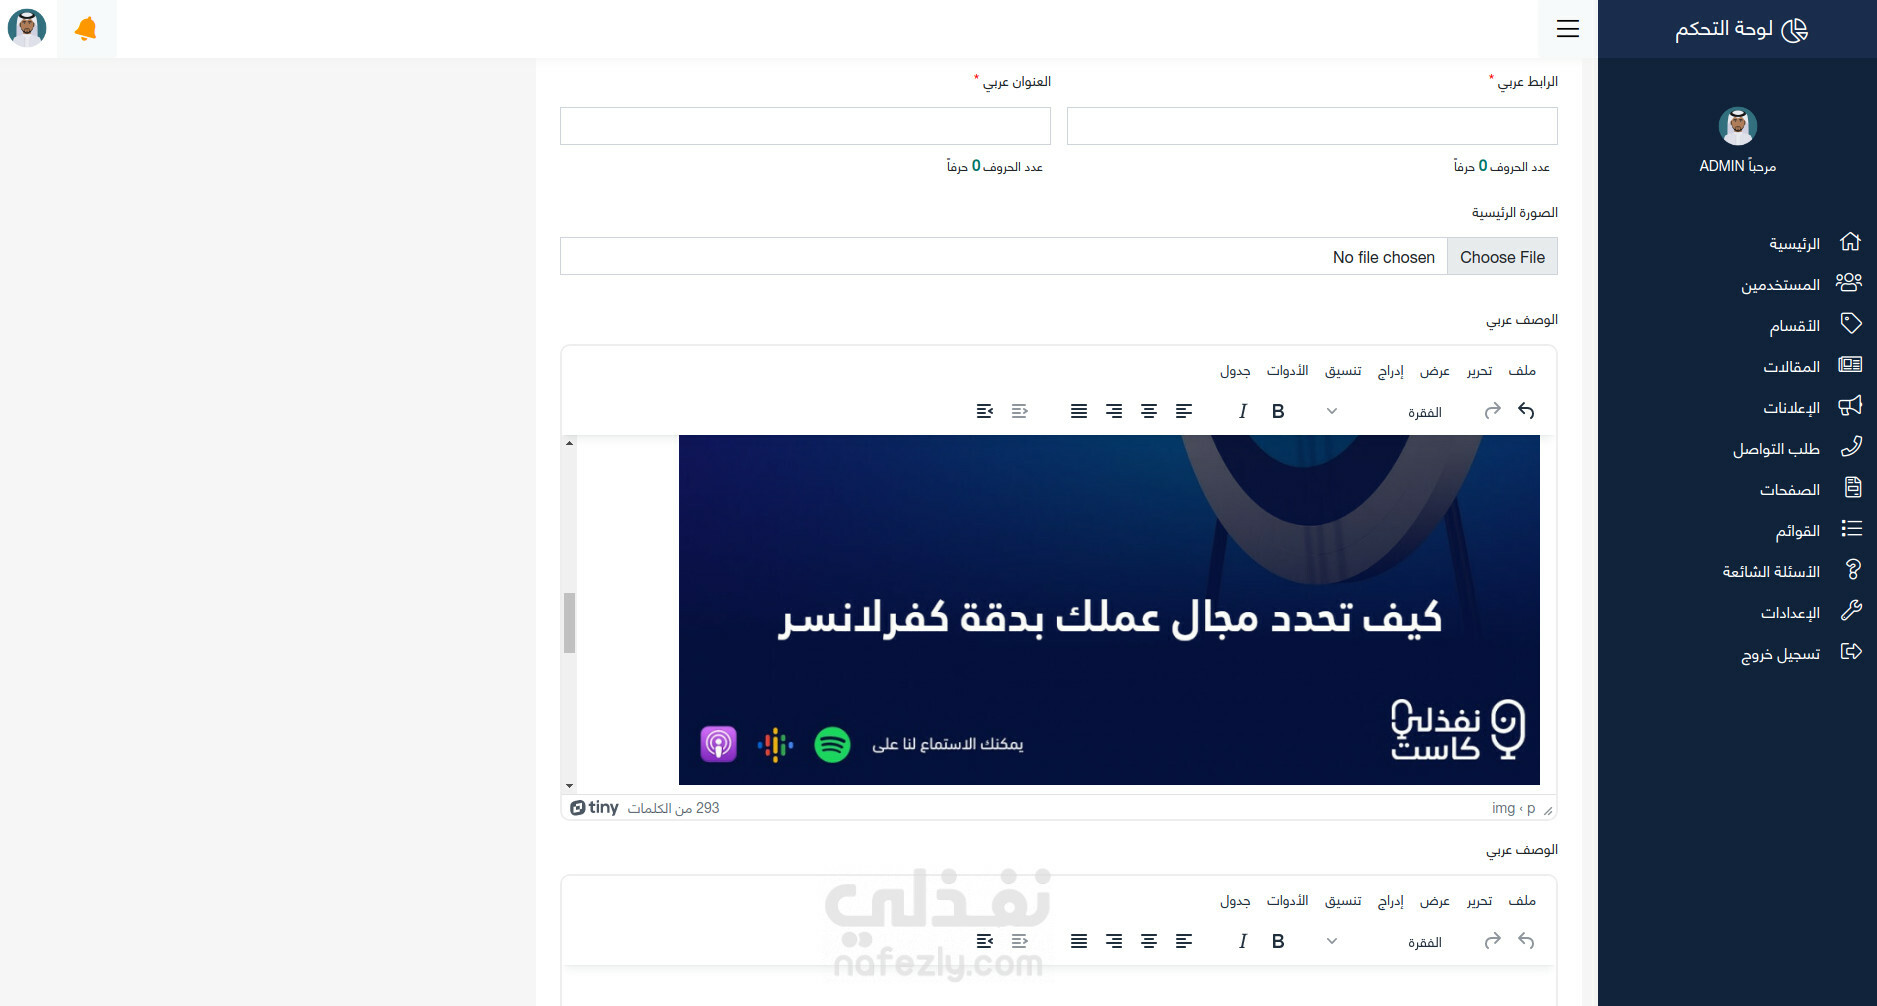 لوحة التحكم
مرحباً ADMIN
الرئيسية
المستخدمين
الأقسام
المقالات
الإعلانات
طلب التواصل
الصفحات
القوائم
الأسئلة الشائعة
الإعدادات
تسجيل خروج
الرابط عربي *
العنوان عربي *
عدد الحروف 0 حرفاً
عدد الحروف 0 حرفاً
الصورة الرئيسية
Choose File No file chosen
الوصف عربي
ملف تحرير عرض إدراج تنسيق الأدوات جدول
الفقرة B I
كيف تحدد مجال عملك بدقة كفرلانسر
نفذلي
كاست
يمكنك الاستماع لنا على
img ‹ p
293 من الكلمات tiny
الوصف عربي
ملف تحرير عرض إدراج تنسيق الأدوات جدول
الفقرة B I
نفذلي
nafezly.com